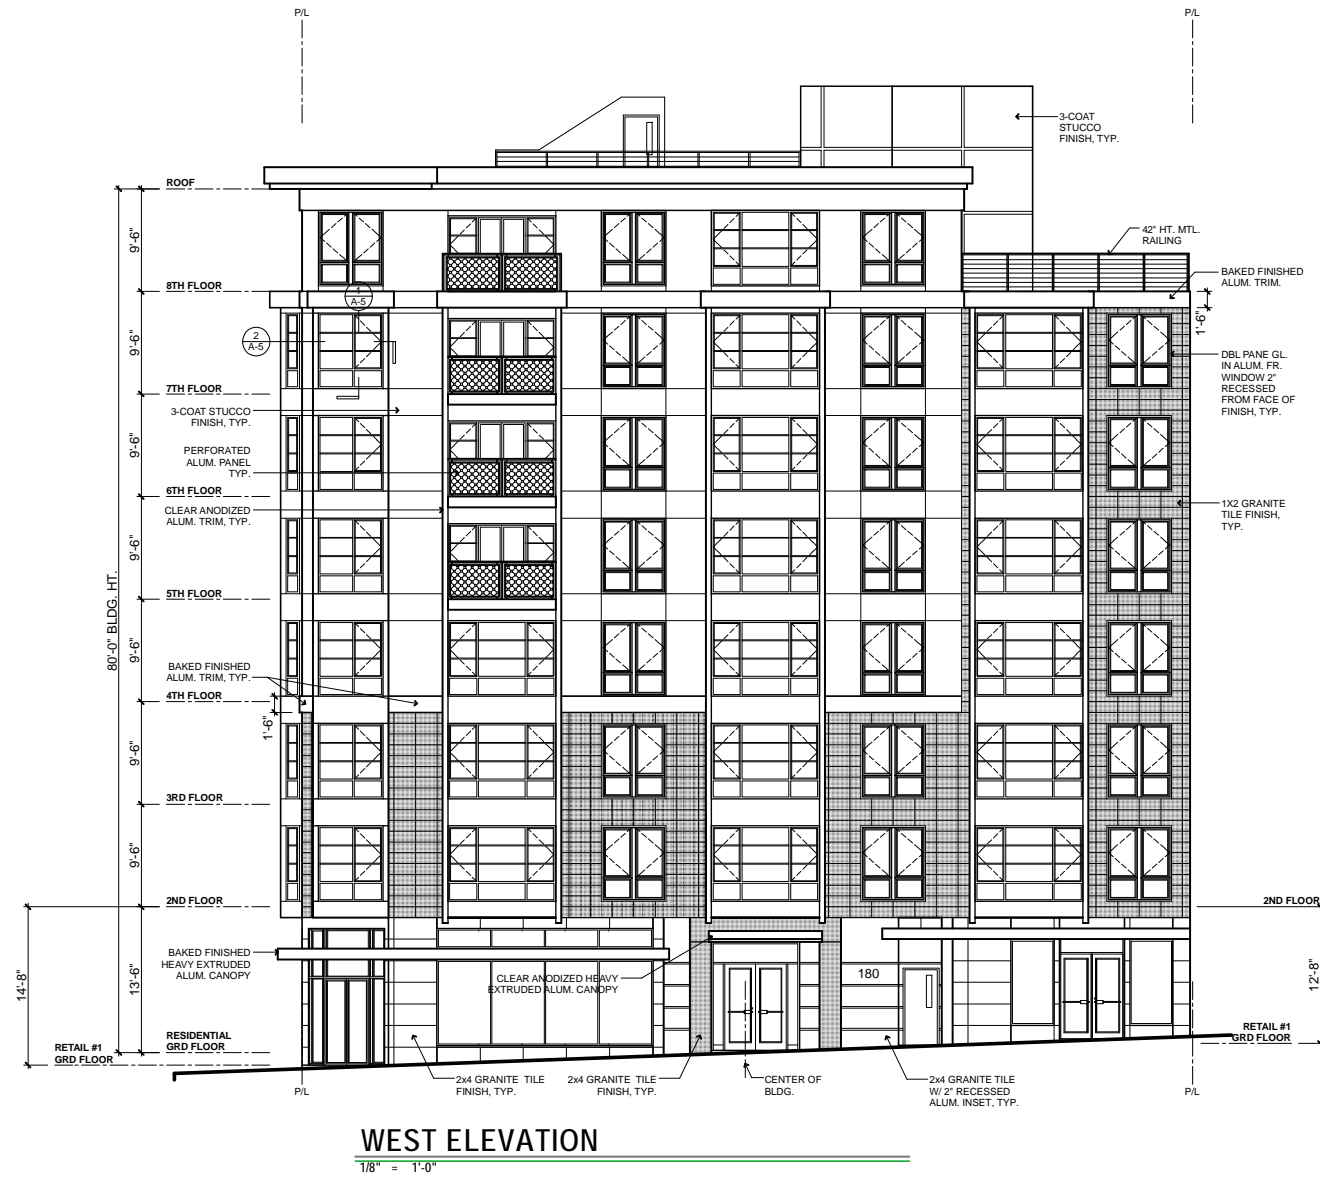 P/L
P/L
3-COAT
STUCCO
FINISH, TYP.
ROOF
9'-6"
42" HT. MTL.
RAILING
BAKED FINISHED
ALUM. TRIM.
8TH FLOOR
1
A-5
2
A-5
9'-6"
1'-6"
DBL PANE GL.
IN ALUM. FR.
WINDOW 2"
RECESSED
FROM FACE OF
FINISH, TYP.
7TH FLOOR
3-COAT STUCCO
FINISH, TYP.
9'-6"
PERFORATED
ALUM. PANEL
TYP.
6TH FLOOR
CLEAR ANODIZED
ALUM. TRIM, TYP.
1X2 GRANITE
TILE FINISH,
TYP.
9'-6"
5TH FLOOR
80'-0" BLDG. HT.
9'-6"
BAKED FINISHED
ALUM. TRIM, TYP.
4TH FLOOR
1'-6"
9'-6"
3RD FLOOR
9'-6"
2ND FLOOR
2ND FLOOR
BAKED FINISHED
HEAVY EXTRUDED
ALUM. CANOPY
CLEAR ANODIZED HEAVY
EXTRUDED ALUM. CANOPY
180
14'-8"
13'-6"
12'-8"
RESIDENTIAL
GRD FLOOR
RETAIL #1
GRD FLOOR
RETAIL #1
GRD FLOOR
P/L
2x4 GRANITE TILE
FINISH, TYP.
2x4 GRANITE TILE
FINISH, TYP.
CENTER OF
BLDG.
2x4 GRANITE TILE
W/ 2" RECESSED
ALUM. INSET, TYP.
P/L
WEST ELEVATION
1/8" = 1'-0"